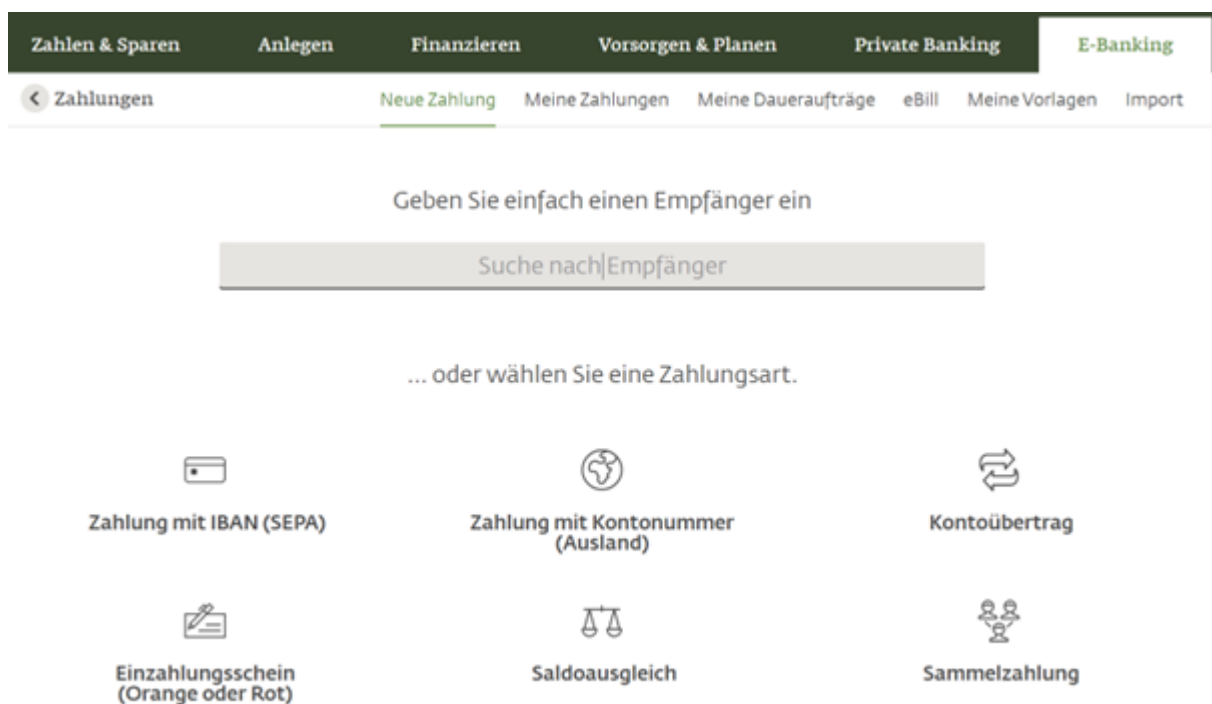 Zahlen & Sparen Anlegen Finanzieren Vorsorgen & Planen Private Banking E-Banking
Zahlungen Neue Zahlung Meine Zahlungen Meine Daueraufträge eBill Meine Vorlagen Import
Geben Sie einfach einen Empfänger ein
Suche nach Empfänger
... oder wählen Sie eine Zahlungsart.
Zahlung mit IBAN (SEPA)
Zahlung mit Kontonummer
(Ausland)
Kontoübertrag
Einzahlungsschein
(Orange oder Rot)
Saldoausgleich
Sammelzahlung